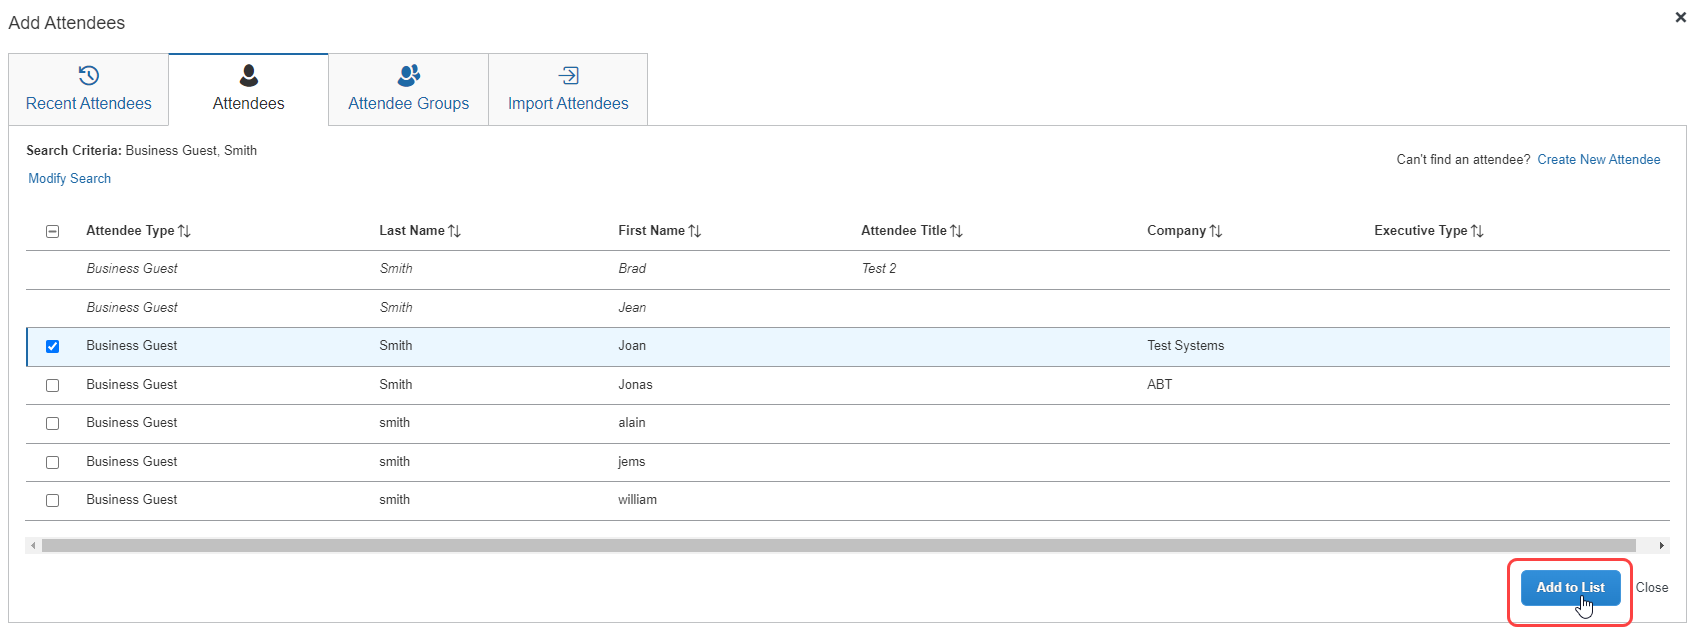 Add Attendees
Recent Attendees Attendees Attendee Groups Import Attendees
Search Criteria: Business Guest, Smith
Can't find an attendee? Create New Attendee
Modify Search
Attendee Type Last Name First Name Attendee Title Company Executive Type
Business Guest Smith Brad Test 2
Business Guest Smith Jean
Business Guest Smith Joan Test Systems
Business Guest Smith Jonas ABT
Business Guest smith alain
Business Guest smith jems
Business Guest smith william
Add to List Close